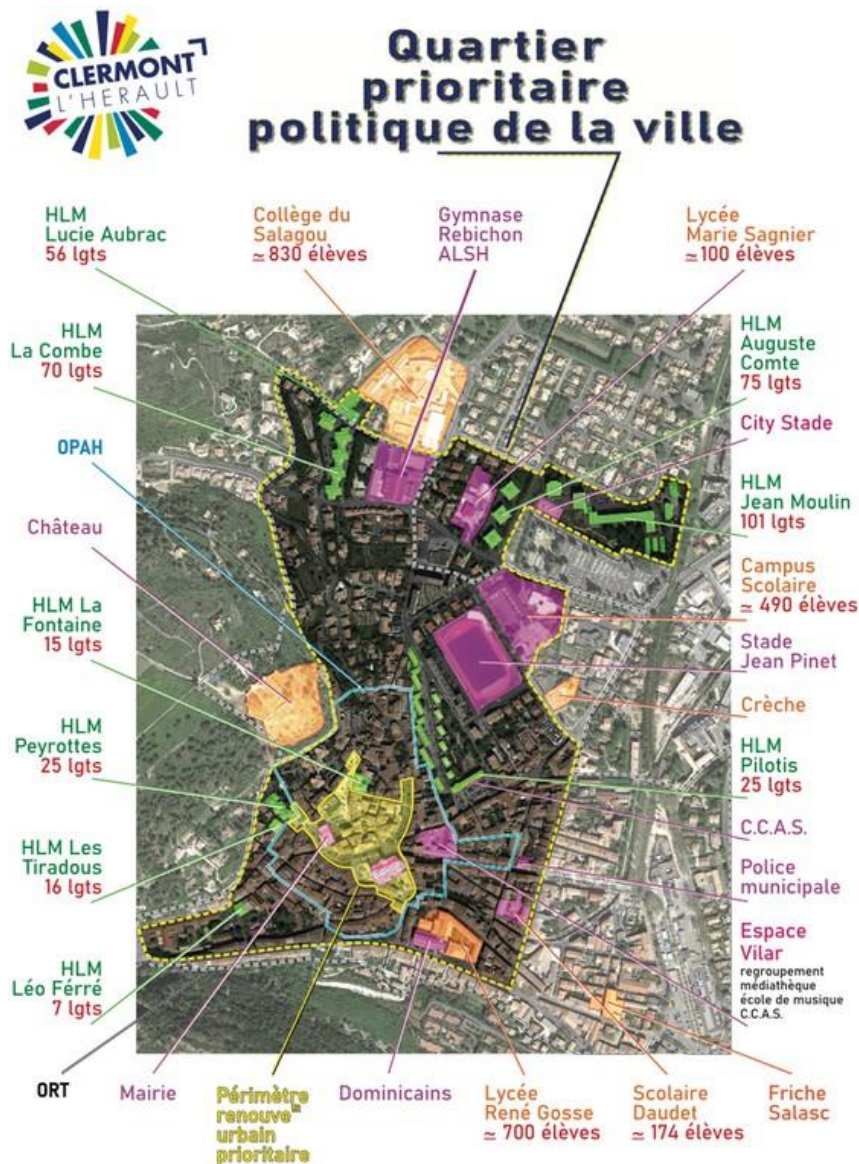 CLERMONT
L'HERAULT
Quartier
prioritaire
politique de la ville
HLM
Lucie Aubrac
56 lgts
Collège du
Salagou
≃ 830 élèves
Gymnase
Rebichon
ALSH
Lycée
Marie Sagnier
≃ 100 élèves
HLM
La Combe
70 lgts
HLM
Auguste
Comte
75 lgts
OPAH
City Stade
Château
HLM
Jean Moulin
101 lgts
HLM La
Fontaine
15 lgts
Campus
Scolaire
≃ 490 élèves
Stade
Jean Pinet
HLM
Peyrottes
25 lgts
Crèche
HLM
Pilotis
25 lgts
HLM Les
Tiradous
16 lgts
C.C.A.S.
Police
municipale
HLM
Léo Férré
7 lgts
Espace
Vilar
regroupement
médiathèque
école de musique
C.C.A.S.
ORT
Mairie
Périmètre
renouve^nt
urbain
prioritaire
Dominicains
Lycée
René Gosse
≃ 700 élèves
Scolaire
Daudet
≃ 174 élèves
Friche
Salasc